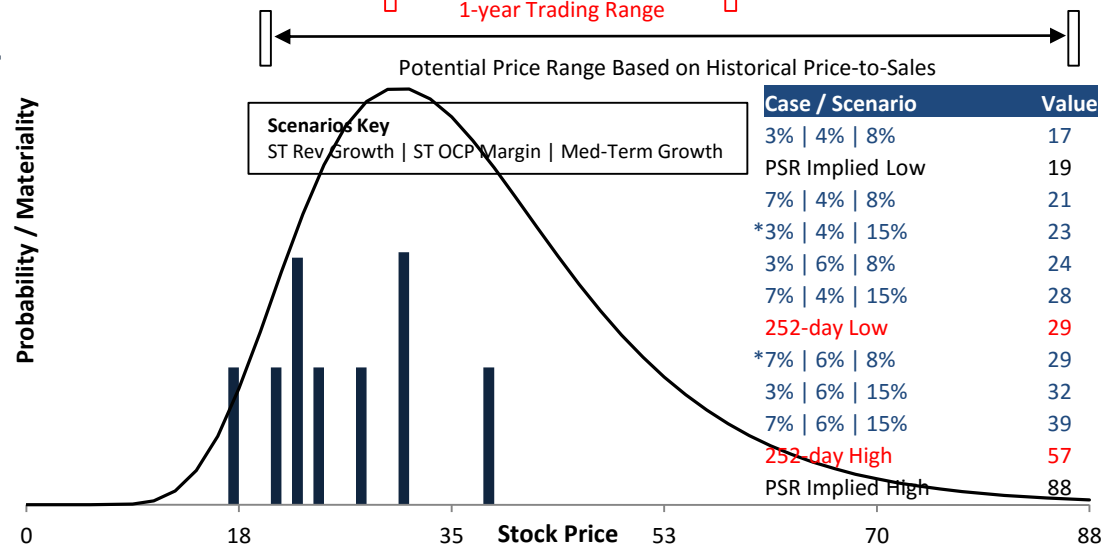 1-year Trading Range
Potential Price Range Based on Historical Price-to-Sales
Probability / Materiality
Scenarios Key
ST Rev Growth | ST OCP Margin | Med-Term Growth
Case / Scenario Value
3% | 4% | 8% 17
PSR Implied Low 19
7% | 4% | 8% 21
*3% | 4% | 15% 23
3% | 6% | 8% 24
7% | 4% | 15% 28
252-day Low 29
*7% | 6% | 8% 29
3% | 6% | 15% 32
7% | 6% | 15% 39
252-day High 57
PSR Implied High 88
0 18 35 53 70 88
Stock Price